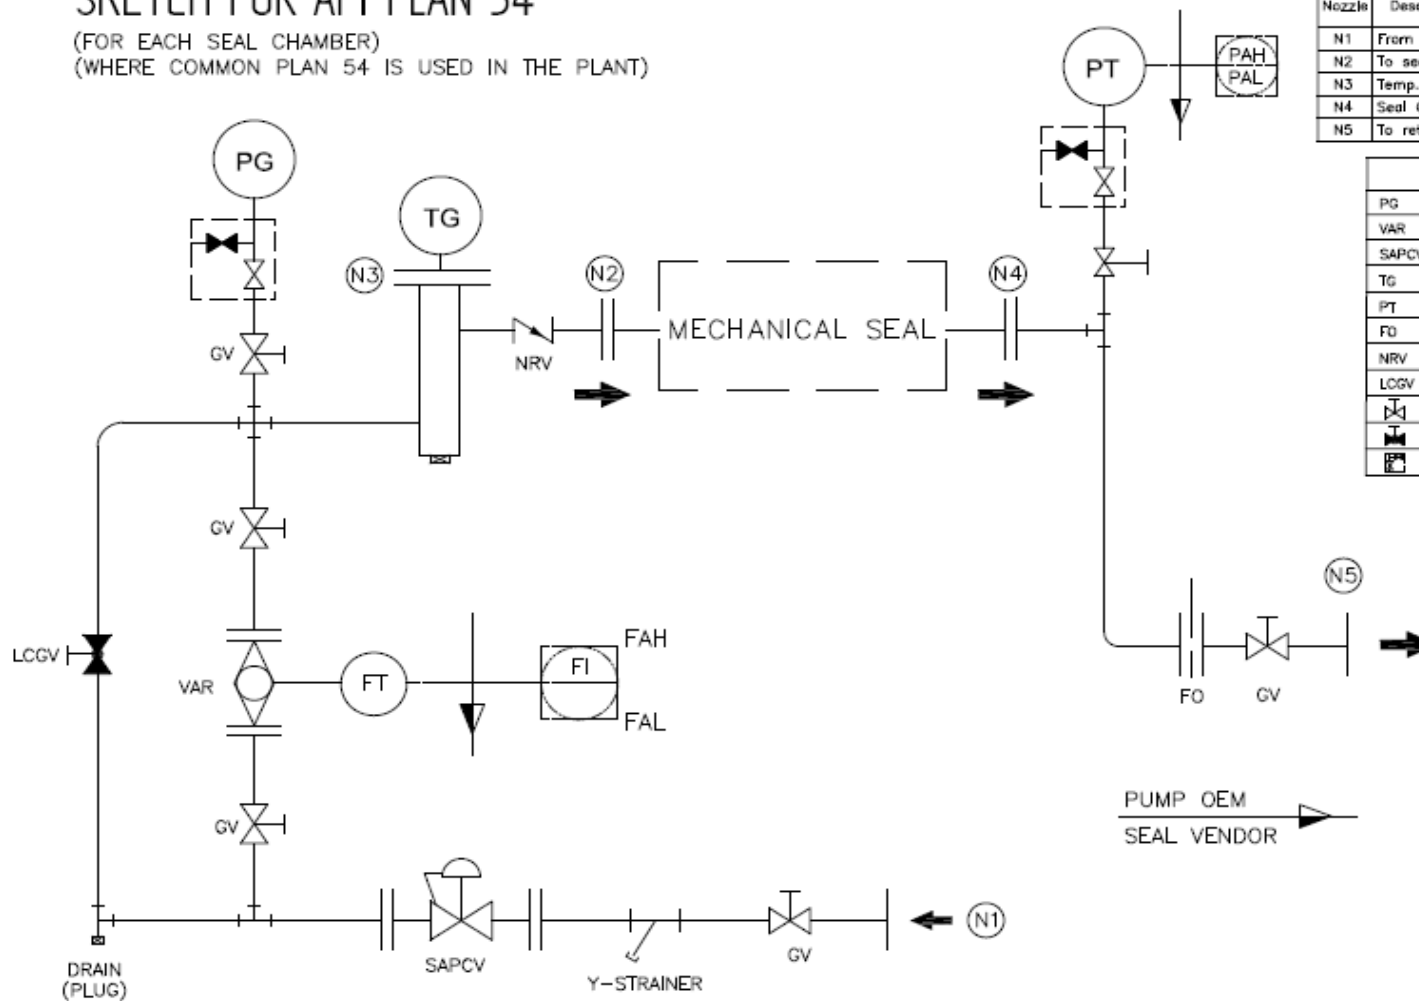 SKETCH FOR API PLAN 54
(FOR EACH SEAL CHAMBER)
(WHERE COMMON PLAN 54 IS USED IN THE PLANT)
Nozzle
N1 From
N2 To
N3 Temp.
N4 Seal
N5 To
PT
PAH
PAL
PG
TG
N3
N2
N4
MECHANICAL SEAL
NRV
GV
PG
VAR
SAPCV
TG
PT
FO
NRV
LCGV
GV
N5
LCGV
VAR
FT
FI
FAH
FAL
FO
GV
GV
PUMP OEM
SEAL VENDOR
N1
SAPCV
GV
Y-STRAINER
DRAIN
(PLUG)